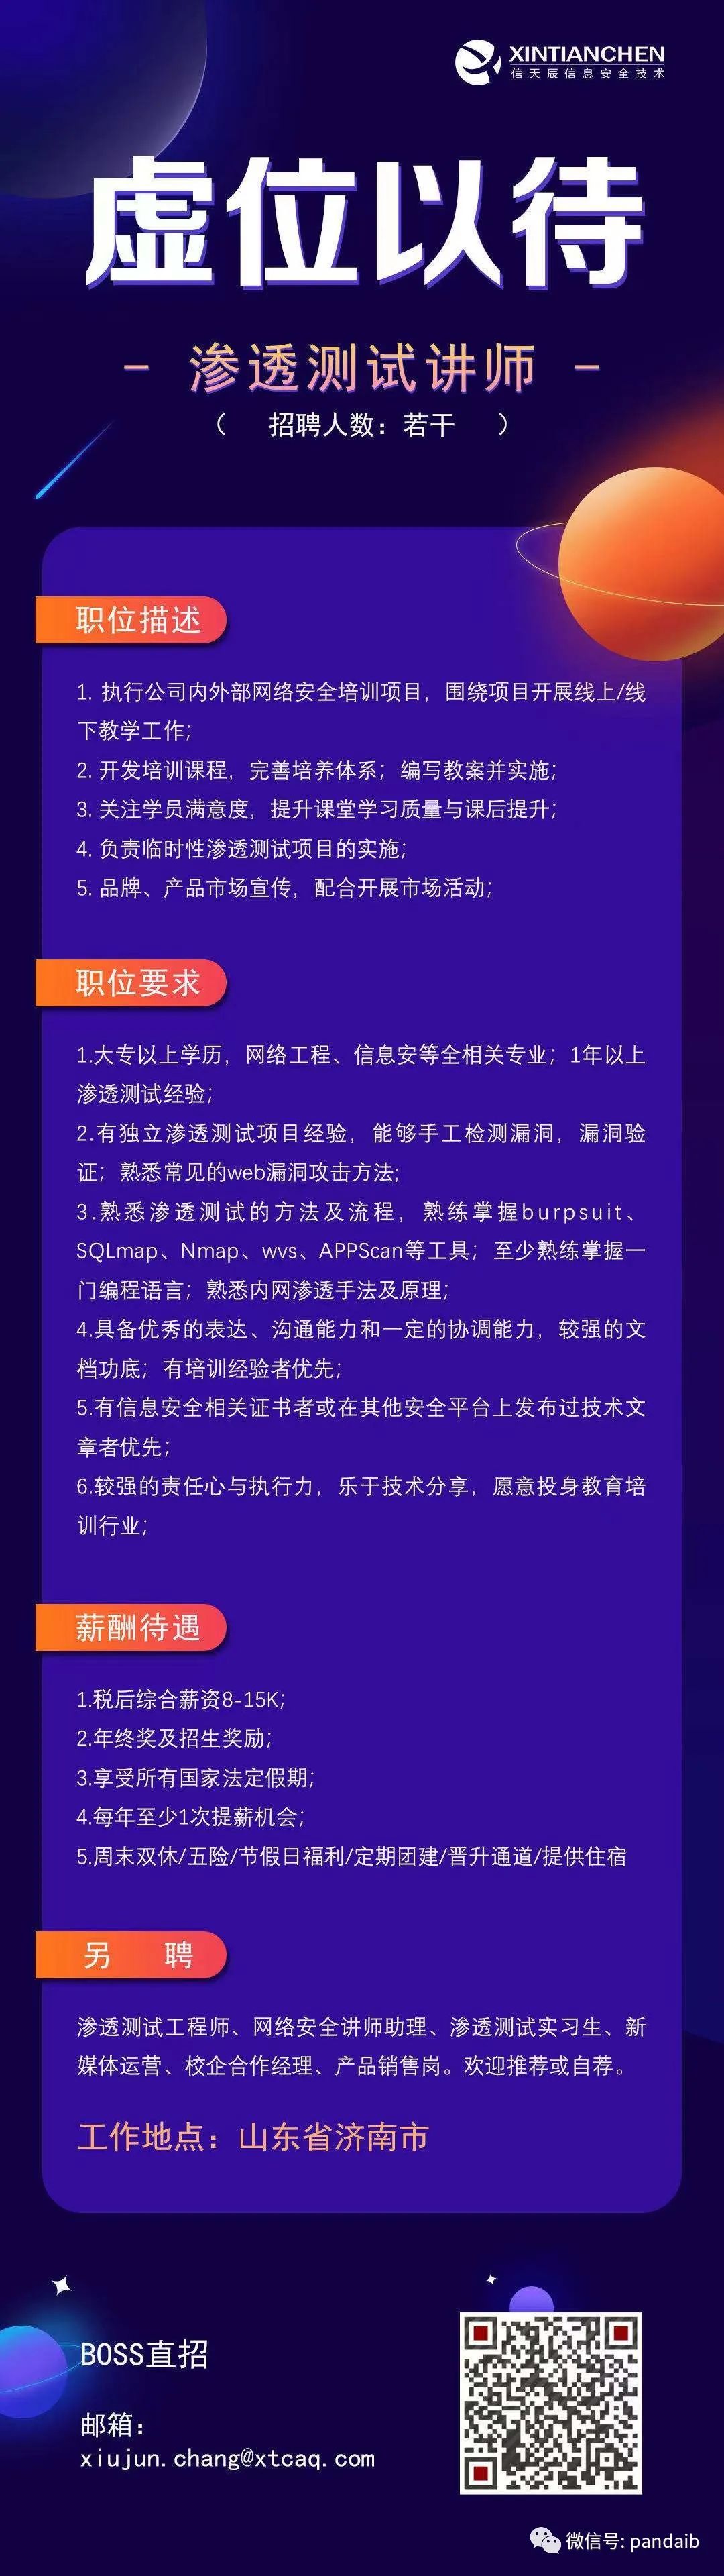 XINTIANCHEN
信天辰信息安全技术
虚位以待
- 渗透测试讲师 -
（ 招聘人数：若干 ）
职位描述
1. 执行公司内外部网络安全培训项目，围绕项目开展线上/线
下教学工作；
2. 开发培训课程，完善培养体系；编写教案并实施；
3. 关注学员满意度，提升课堂学习质量与课后提升；
4. 负责临时性渗透测试项目的实施；
5. 品牌、产品市场宣传，配合开展市场活动；
职位要求
1.大专以上学历，网络工程、信息安等全相关专业；1年以上
渗透测试经验；
2.有独立渗透测试项目经验，能够手工检测漏洞，漏洞验
证；熟悉常见的web漏洞攻击方法;
3.熟悉渗透测试的方法及流程，熟练掌握burpsuit、
SQLmap、Nmap、wvs、APPScan等工具；至少熟练掌握一
门编程语言；熟悉内网渗透手法及原理；
4.具备优秀的表达、沟通能力和一定的协调能力，较强的文
档功底；有培训经验者优先；
5.有信息安全相关证书者或在其他安全平台上发布过技术文
章者优先；
6.较强的责任心与执行力，乐于技术分享，愿意投身教育培
训行业；
薪酬待遇
1.税后综合薪资8-15K；
2.年终奖及招生奖励；
3.享受所有国家法定假期；
4.每年至少1次提薪机会；
5.周末双休/五险/节假日福利/定期团建/晋升通道/提供住宿
另 聘
渗透测试工程师、网络安全讲师助理、渗透测试实习生、新
媒体运营、校企合作经理、产品销售岗。欢迎推荐或自荐。
工作地点：山东省济南市
BOSS直招
邮箱：
xiujun.chang@xtcaq.com
微信号: pandaib